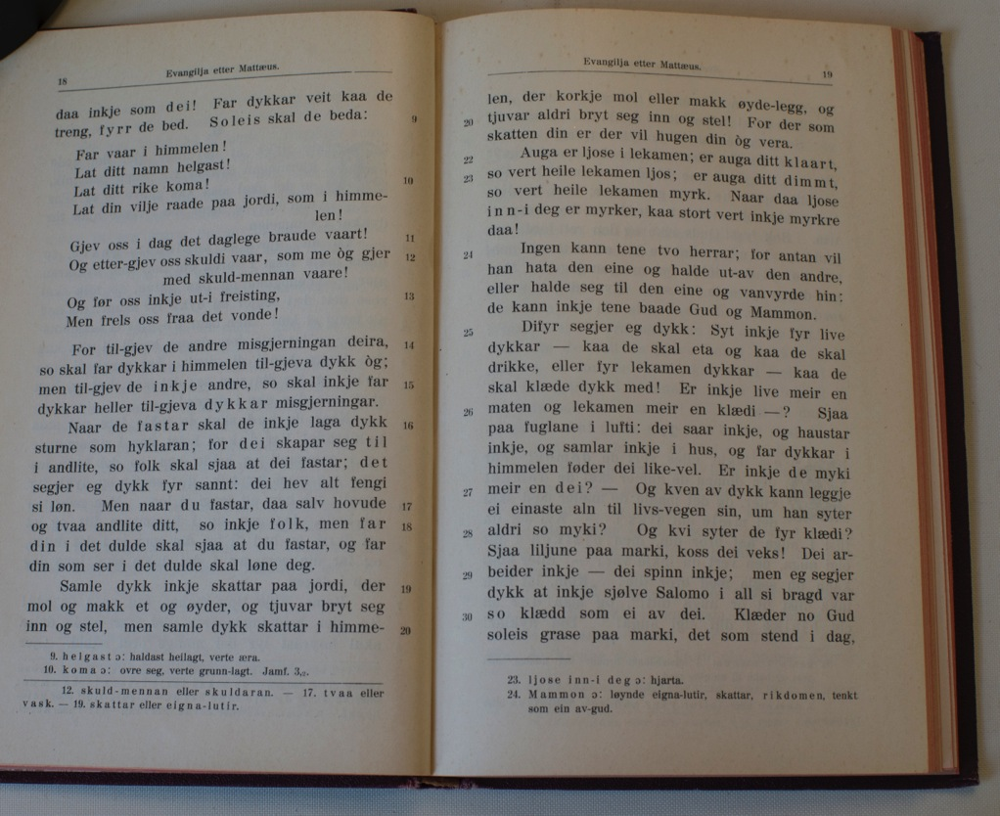 18
Evangilja etter Mattæus.
daa inkje som dei! Far dykkar veit kaa de
treng, fyrr de bed. Soleis skal de beda: 9
Far vaar i himmelen!
Lat ditt namn helgast!
Lat ditt rike koma! 10
Lat din vilje raade paa jordi, som i himme-
len!
Gjev oss i dag det daglege braude vaart! 11
Og etter-gjev oss skuldi vaar, som me òg gjer 12
med skuld-mennan vaare!
Og før oss inkje ut-i freisting, 13
Men frels oss fraa det vonde!
For til-gjev de andre misgjerningan deira, 14
so skal far dykkar i himmelen til-gjeva dykk òg;
men til-gjev de inkje andre, so skal inkje far 15
dykkar heller til-gjeva dykkar misgjerningar.
Naar de fastar skal de inkje laga dykk 16
sturne som hyklaran; for dei skapar seg til
i andlite, so folk skal sjaa at dei fastar; det
segjer eg dykk fyr sannt: dei hev alt fengi
si løn. Men naar du fastar, daa salv hovude 17
og tvaa andlite ditt, so inkje folk, men far 18
din i det dulde skal sjaa at du fastar, og far
din som ser i det dulde skal løne deg.
Samle dykk inkje skattar paa jordi, der 19
mol og makk et og øyder, og tjuvar bryt seg
inn og stel, men samle dykk skattar i himme- 20
9. helgast ɔ: haldast heilagt, verte æra.
10. koma ɔ: ovre seg, verte grunn-lagt. Jamf. 3,2.
12. skuld-mennan eller skuldaran. — 17. tvaa eller
vask. — 19. skattar eller eigna-lutir.
Evangilja etter Mattæus.
19
len, der korkje mol eller makk øyde-legg, og
20 tjuvar aldri bryt seg inn og stel! For der som
skatten din er der vil hugen din òg vera.
22 Auga er ljose i lekamen; er auga ditt klaart,
23 so vert heile lekamen ljos; er auga ditt dimmt,
so vert heile lekamen myrk. Naar daa ljose
inn-i deg er myrker, kaa stort vert inkje myrkre
daa!
24 Ingen kann tene tvo herrar; for antan vil
han hata den eine og halde ut-av den andre,
eller halde seg til den eine og vanvyrde hin:
de kann inkje tene baade Gud og Mammon.
25 Difyr segjer eg dykk: Syt inkje fyr live
dykkar — kaa de skal eta og kaa de skal
drikke, eller fyr lekamen dykkar — kaa de
skal klæde dykk med! Er inkje live meir en
26 maten og lekamen meir en klædi —? Sjaa
paa fuglane i lufti: dei saar inkje, og haustar
inkje, og samlar inkje i hus, og far dykkar i
himmelen føder dei like-vel. Er inkje de myki
27 meir en dei? — Og kven av dykk kann leggje
ei einaste aln til livs-vegen sin, um han syter
28 aldri so myki? Og kvi syter de fyr klædi?
Sjaa liljune paa marki, koss dei veks! Dei ar-
29 beider inkje — dei spinn inkje; men eg segjer
dykk at inkje sjølve Salomo i all si bragd var
30 so klædd som ei av dei. Klæder no Gud
soleis grase paa marki, det som stend i dag,
23. ljose inn-i deg ɔ: hjarta.
24. Mammon ɔ: løynde eigna-lutir, skattar, rikdomen, tenkt
som ein av-gud.